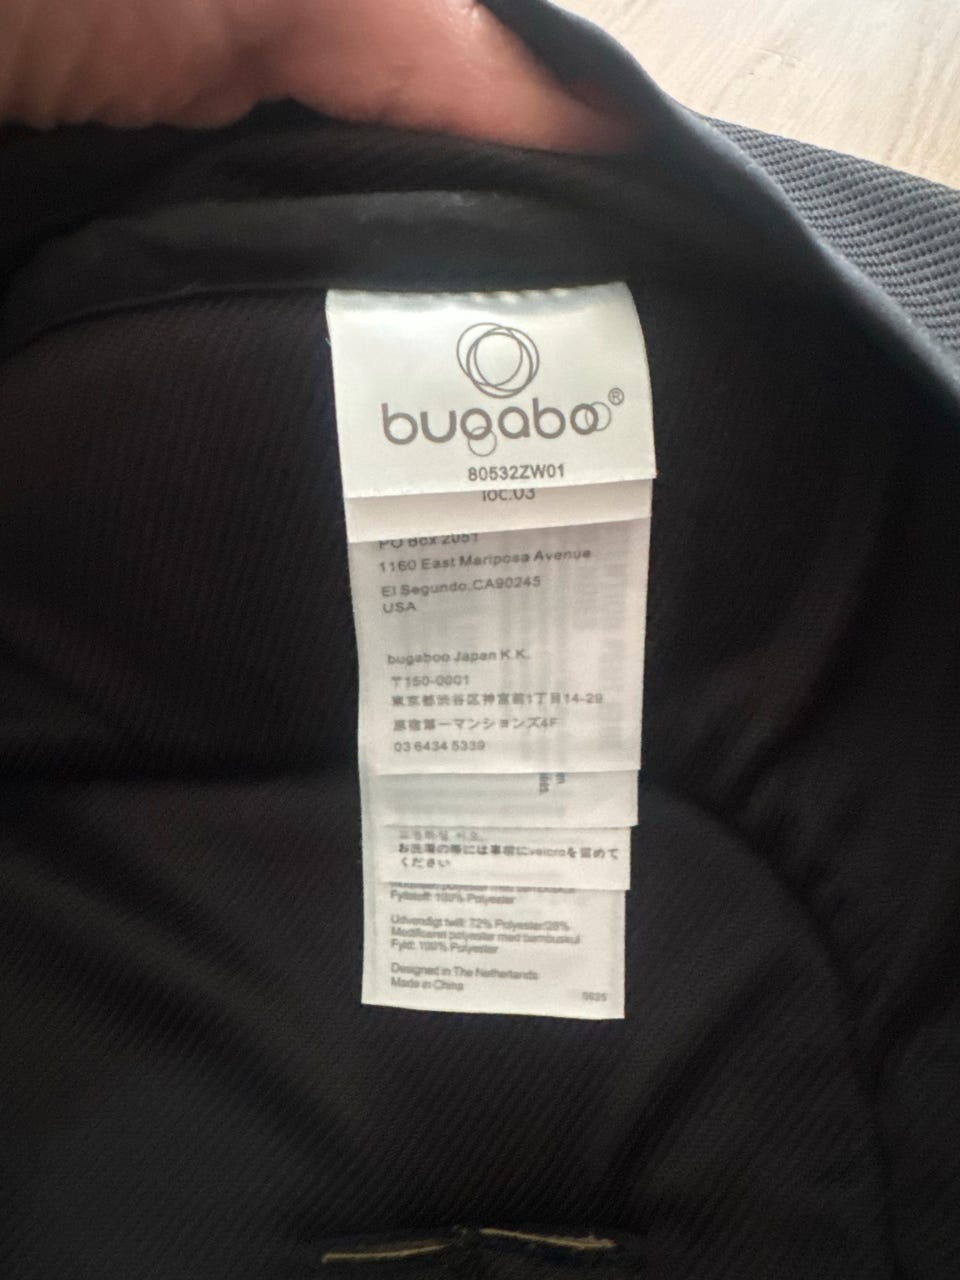 bugaboo®
80532ZW01
loc.03
PO Box 2051
1160 East Mariposa Avenue
El Segundo,CA90245
USA
bugaboo Japan K.K.
〒150-0001
東京都渋谷区神宮前1丁目14-29
原宿第一マンションズ4F
03 6434 5339
お洗濯の際には事前にvelcroを留めて
ください
Fyllstoff: 100% Polyester
Udvendigt twill: 72% Polyester/28%
Modificeret polyester med bambuskul
Fyld: 100% Polyester
Designed in The Netherlands
Made in China